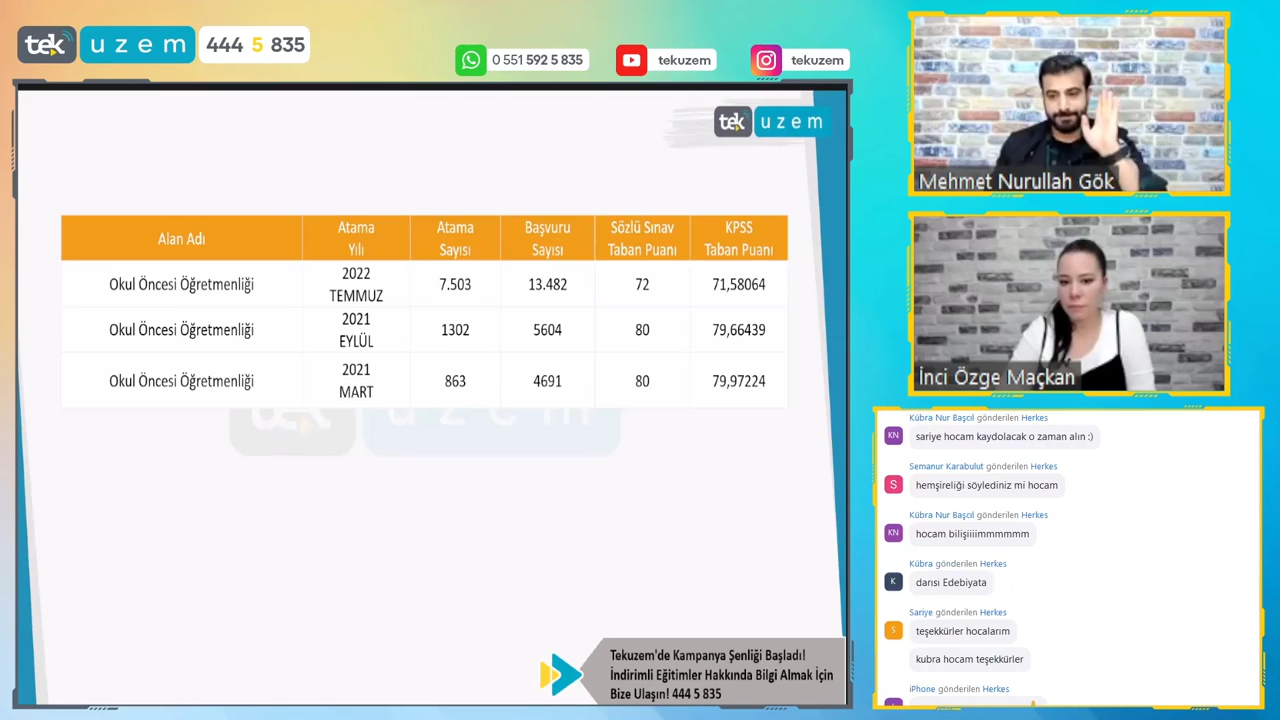 tek uzem 444 5 835
0 551 592 5 835
tekuzem
tekuzem
tek uzem
Alan Adı
Atama Yılı
Atama Sayısı
Başvuru Sayısı
Sözlü Sınav Taban Puanı
KPSS Taban Puanı
Okul Öncesi Öğretmenliği
2022 TEMMUZ
7.503
13.482
72
71,58064
Okul Öncesi Öğretmenliği
2021 EYLÜL
1302
5604
80
79,66439
Okul Öncesi Öğretmenliği
2021 MART
863
4691
80
79,97224
Tekuzem'de Kampanya Şenliği Başladı!
İndirimli Eğitimler Hakkında Bilgi Almak İçin
Bize Ulaşın! 444 5 835
Mehmet Nurullah Gök
İnci Özge Maçkan
Kübra Nur Başcıl gönderilen Herkes
KN
sariye hocam kaydolacak o zaman alın :)
Semanur Karabulut gönderilen Herkes
S
hemşireliği söylediniz mi hocam
Kübra Nur Başcıl gönderilen Herkes
KN
hocam bilişiiiimmmmmm
Kübra gönderilen Herkes
K
darısı Edebiyata
Sariye gönderilen Herkes
S
teşekkürler hocalarım
kubra hocam teşekkürler
iPhone gönderilen Herkes